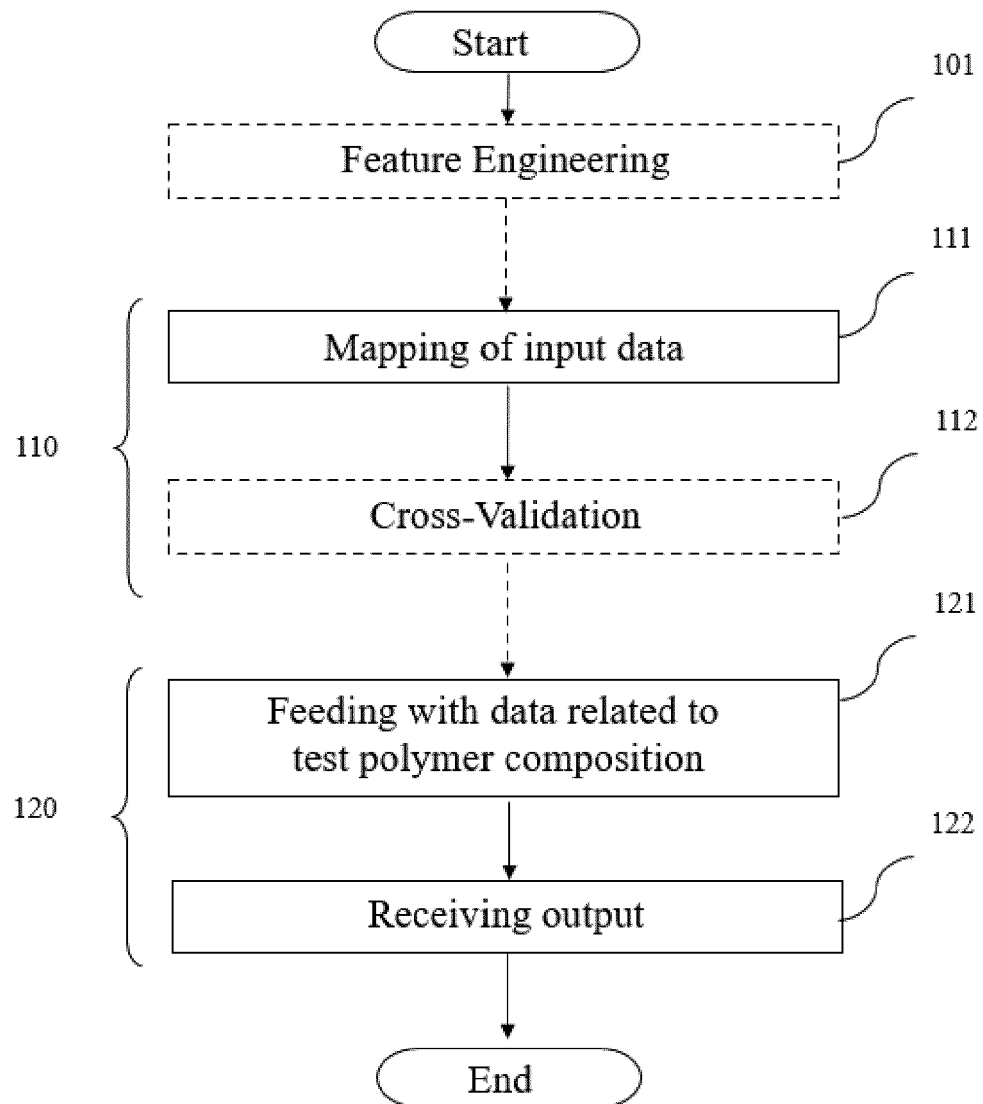 Start
101
Feature Engineering
111
Mapping of input data
112
110
Cross-Validation
121
Feeding with data related to
test polymer composition
120
122
Receiving output
End